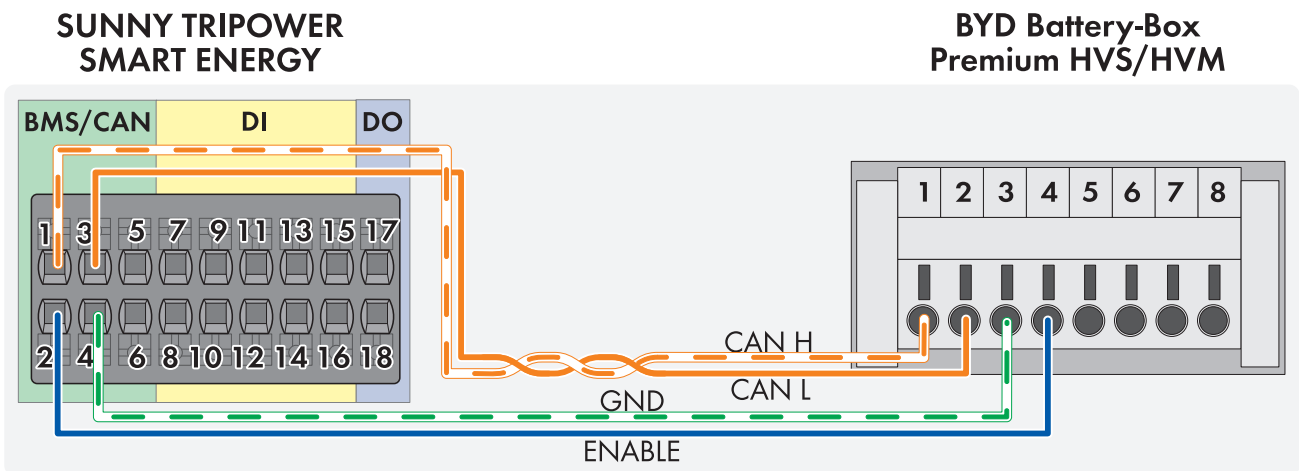 SUNNY TRIPOWER
SMART ENERGY
BYD Battery-Box
Premium HVS/HVM
BMS/CAN DI DO
1 3 5 7 9 11 13 15 17
2 4 6 8 10 12 14 16 18
1 2 3 4 5 6 7 8
CAN H
CAN L
GND
ENABLE